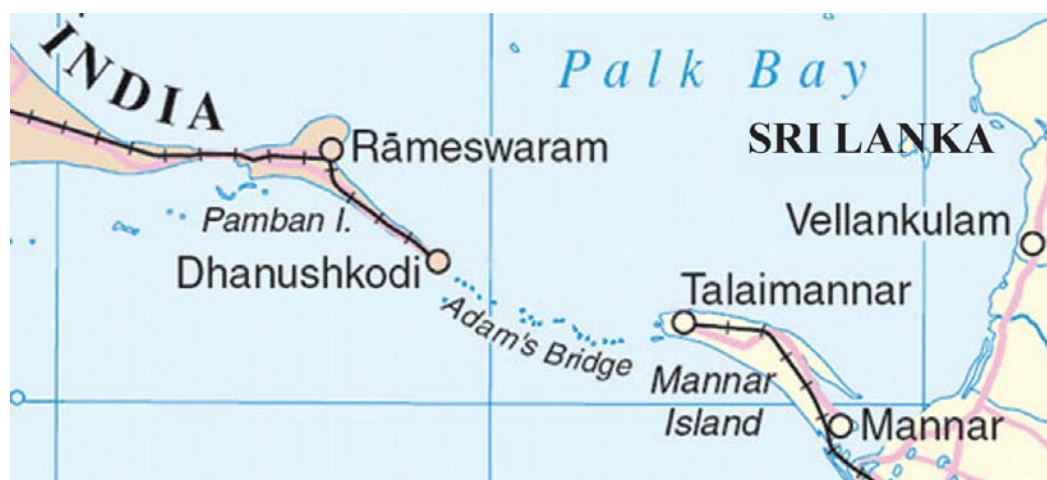 INDIA
Palk Bay
SRI LANKA
Rāmeswaram
Pamban I.
Vellankulam
Dhanushkodi
Talaimannar
Adam's Bridge
Mannar
Island
Mannar